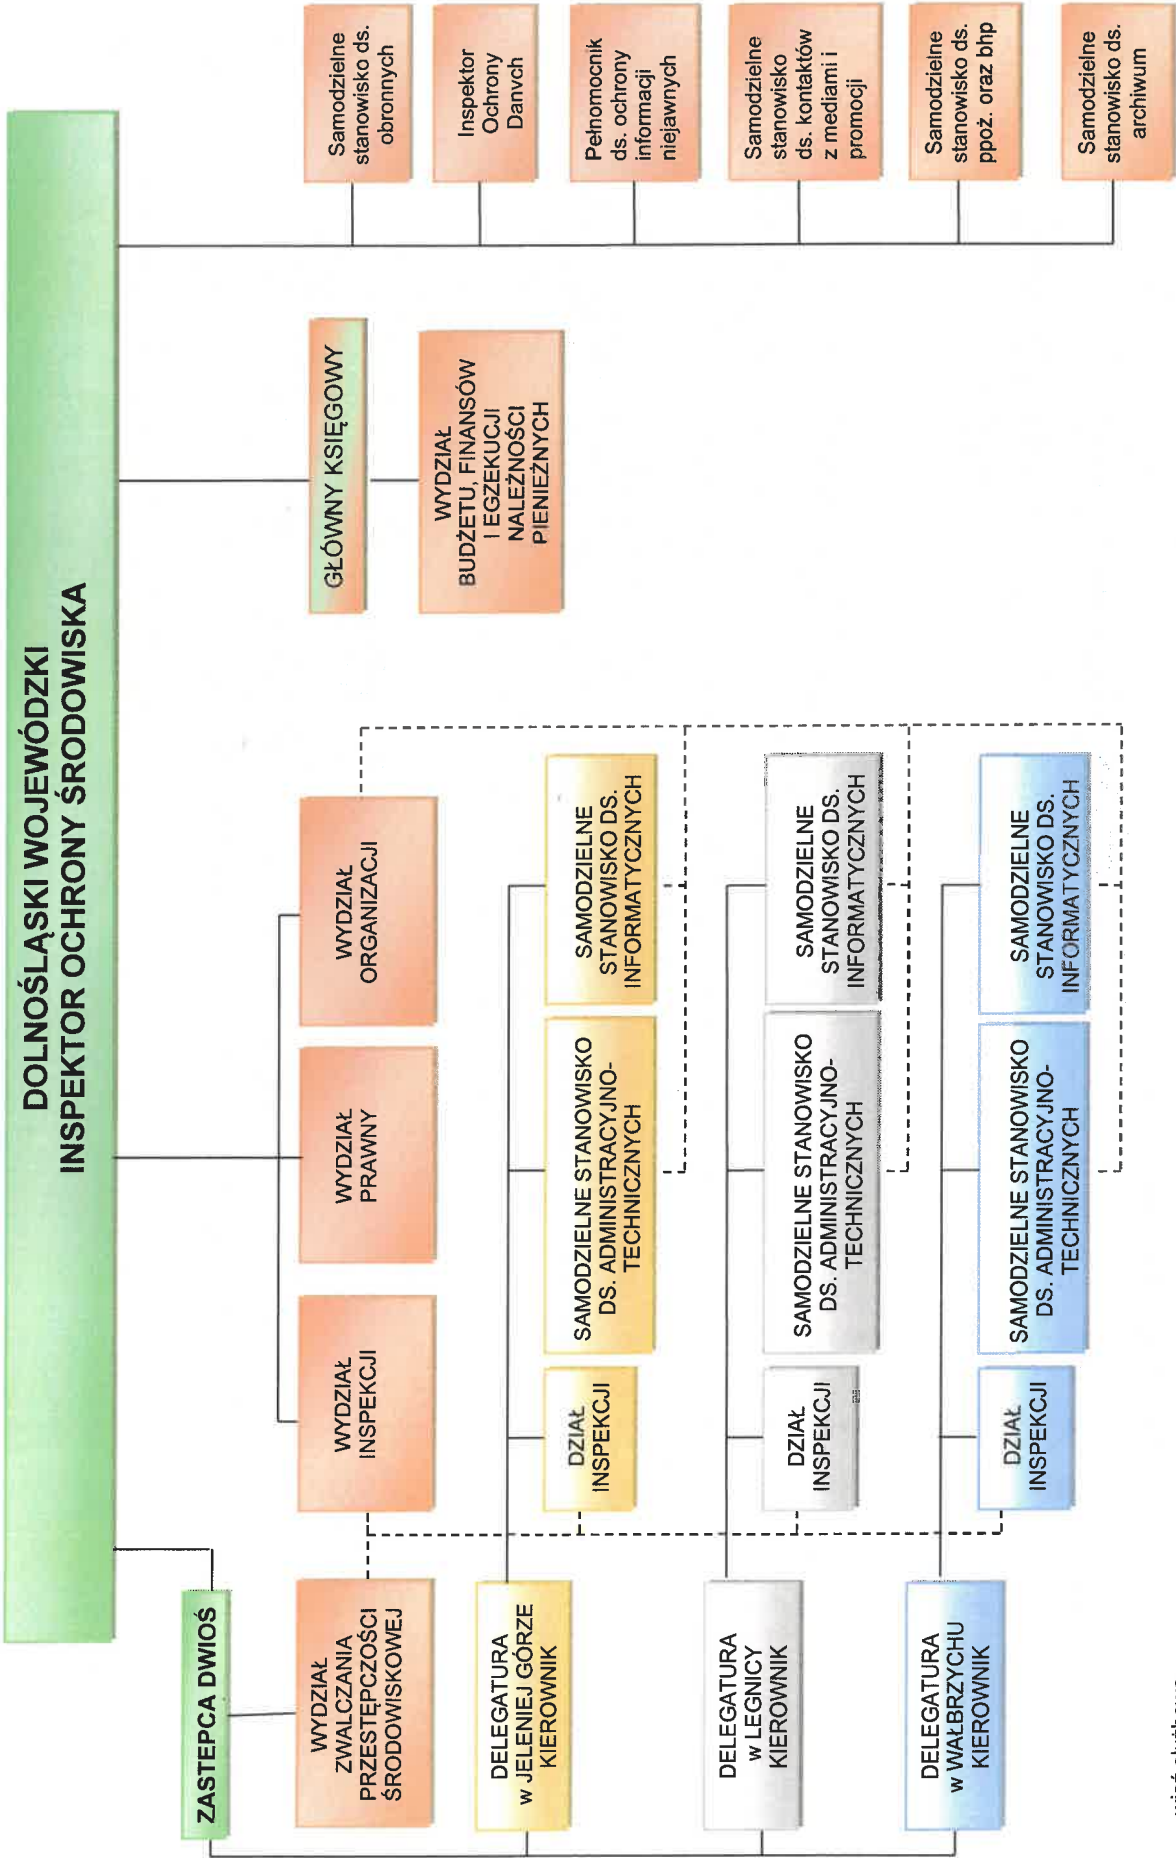 DOLNOŚLĄSKI WOJEWÓDZKI
INSPEKTOR OCHRONY ŚRODOWISKA
ZASTEPCA DWIOŚ
WYDZIAŁ
ZWALCZANIA
PRZESTĘPCZOŚCI
ŚRODOWISKOWEJ
WYDZIAŁ
INSPEKCJI
WYDZIAŁ
PRAWNY
WYDZIAŁ
ORGANIZACJI
GŁÓWNY KSIĘGOWY
WYDZIAŁ
BUDŻETU, FINANSÓW
I EGZEKUCJI
NALEŻNOŚCI
PIENIEŻNYCH
Samodzielne
stanowisko ds.
obronnych
Inspektor
Ochrony
Danych
Pełnomocnik
ds. ochrony
informacji
niejawnych
Samodzielne
stanowisko
ds. kontaktów
z mediami i
promocji
Samodzielne
stanowisko ds.
ppoż. oraz bhp
Samodzielne
stanowisko ds.
archiwum
DELEGATURA
w JELENIEJ GÓRZE
KIEROWNIK
DZIAŁ
INSPEKCJI
SAMODZIELNE STANOWISKO
DS. ADMINISTRACYJNO-
TECHNICZNYCH
SAMODZIELNE
STANOWISKO DS.
INFORMATYCZNYCH
DELEGATURA
w LEGNICY
KIEROWNIK
DZIAŁ
INSPEKCJI
SAMODZIELNE STANOWISKO
DS. ADMINISTRACYJNO-
TECHNICZNYCH
SAMODZIELNE
STANOWISKO DS.
INFORMATYCZNYCH
DELEGATURA
w WAŁBRZYCHU
KIEROWNIK
DZIAŁ
INSPEKCJI
SAMODZIELNE STANOWISKO
DS. ADMINISTRACYJNO-
TECHNICZNYCH
SAMODZIELNE
STANOWISKO DS.
INFORMATYCZNYCH